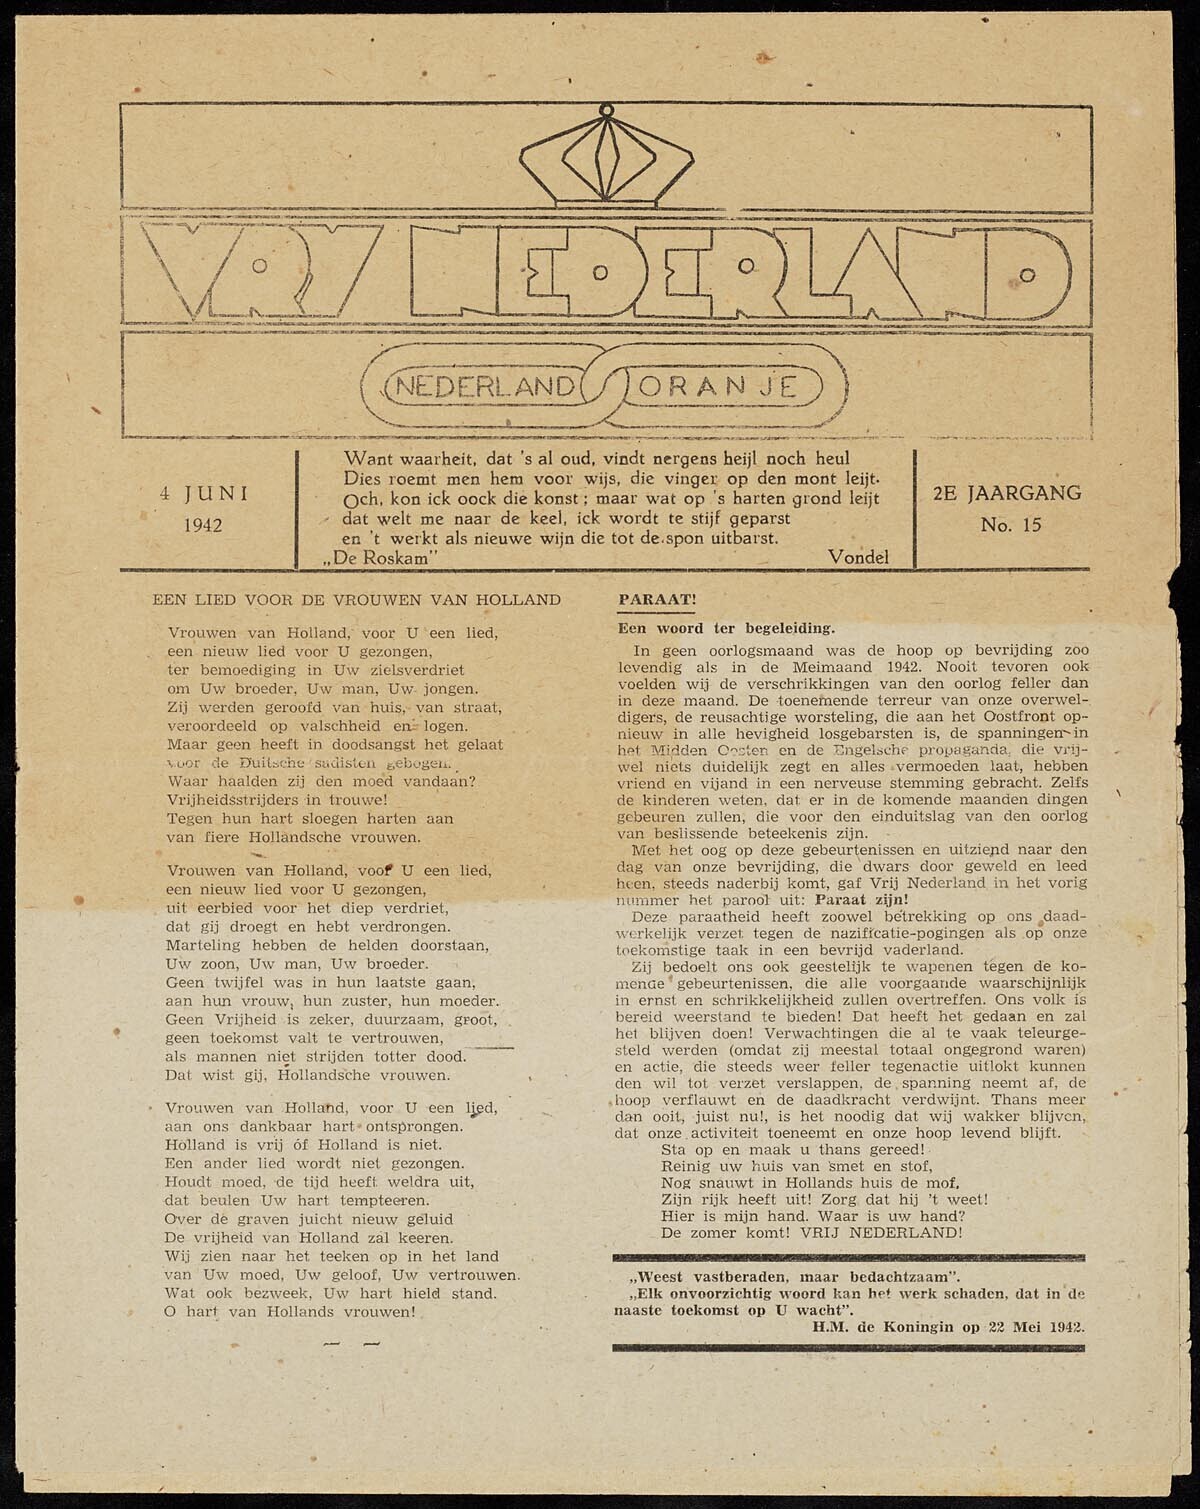 VRY NEDERLAND
NEDERLAND ORANJE
4 JUNI
1942
Want waarheit, dat 's al oud, vindt nergens heijl noch heul
Dies roemt men hem voor wijs, die vinger op den mont leijt.
Och, kon ick oock die konst; maar wat op 's harten grond leijt
dat welt me naar de keel, ick wordt te stijf geparst
en 't werkt als nieuwe wijn die tot de spon uitbarst.
„De Roskam” Vondel
2E JAARGANG
No. 15
EEN LIED VOOR DE VROUWEN VAN HOLLAND
Vrouwen van Holland, voor U een lied,
een nieuw lied voor U gezongen,
ter bemoediging in Uw zielsverdriet
om Uw broeder, Uw man, Uw jongen.
Zij werden geroofd van huis, van straat,
veroordeeld op valschheid en logen.
Maar geen heeft in doodsangst het gelaat
voor de Duitsche sadisten gebogen.
Waar haalden zij den moed vandaan?
Vrijheidsstrijders in trouwe!
Tegen hun hart sloegen harten aan
van fiere Hollandsche vrouwen.
Vrouwen van Holland, voor U een lied,
een nieuw lied voor U gezongen,
uit eerbied voor het diep verdriet,
dat gij droegt en hebt verdrongen.
Marteling hebben de helden doorstaan,
Uw zoon, Uw man, Uw broeder.
Geen twijfel was in hun laatste gaan,
aan hun vrouw, hun zuster, hun moeder.
Geen Vrijheid is zeker, duurzaam, groot,
geen toekomst valt te vertrouwen,
als mannen niet strijden totter dood.
Dat wist gij, Hollandsche vrouwen.
Vrouwen van Holland, voor U een lied,
aan ons dankbaar hart ontsprongen.
Holland is vrij óf Holland is niet.
Een ander lied wordt niet gezongen.
Houdt moed, de tijd heeft weldra uit,
dat beulen Uw hart tempteeren.
Over de graven juicht nieuw geluid
De vrijheid van Holland zal keeren.
Wij zien naar het teeken op in het land
van Uw moed, Uw geloof, Uw vertrouwen.
Wat ook bezweek, Uw hart hield stand.
O hart van Hollands vrouwen!
PARAAT!
Een woord ter begeleiding.
In geen oorlogsmaand was de hoop op bevrijding zoo
levendig als in de Meimaand 1942. Nooit tevoren ook
voelden wij de verschrikkingen van den oorlog feller dan
in deze maand. De toenemende terreur van onze overwel-
digers, de reusachtige worsteling, die aan het Oostfront op-
nieuw in alle hevigheid losgebarsten is, de spanningen in
het Midden Oosten en de Engelsche propaganda, die vrij-
wel niets duidelijk zegt en alles vermoeden laat, hebben
vriend en vijand in een nerveuse stemming gebracht. Zelfs
de kinderen weten, dat er in de komende maanden dingen
gebeuren zullen, die voor den einduitslag van den oorlog
van beslissende beteekenis zijn.
Met het oog op deze gebeurtenissen en uitziend naar den
dag van onze bevrijding, die dwars door geweld en leed
heen, steeds naderbij komt, gaf Vrij Nederland in het vorig
nummer het parool uit: Paraat zijn!
Deze paraatheid heeft zoowel betrekking op ons daad-
werkelijk verzet tegen de nazificatie-pogingen als op onze
toekomstige taak in een bevrijd vaderland.
Zij bedoelt ons ook geestelijk te wapenen tegen de ko-
mende gebeurtenissen, die alle voorgaande waarschijnlijk
in ernst en schrikkelijkheid zullen overtreffen. Ons volk is
bereid weerstand te bieden! Dat heeft het gedaan en zal
het blijven doen! Verwachtingen die al te vaak teleurge-
steld werden (omdat zij meestal totaal ongegrond waren)
en actie, die steeds weer feller tegenactie uitlokt kunnen
den wil tot verzet verslappen, de spanning neemt af, de
hoop verflauwt en de daadkracht verdwijnt. Thans meer
dan ooit, juist nu!, is het noodig dat wij wakker blijven,
dat onze activiteit toeneemt en onze hoop levend blijft.
Sta op en maak u thans gereed!
Reinig uw huis van smet en stof,
Nog snauwt in Hollands huis de mof,
Zijn rijk heeft uit! Zorg dat hij 't weet!
Hier is mijn hand. Waar is uw hand?
De zomer komt! VRIJ NEDERLAND!
„Weest vastberaden, maar bedachtzaam”.
„Elk onvoorzichtig woord kan het werk schaden, dat in de
naaste toekomst op U wacht”.
H.M. de Koningin op 22 Mei 1942.